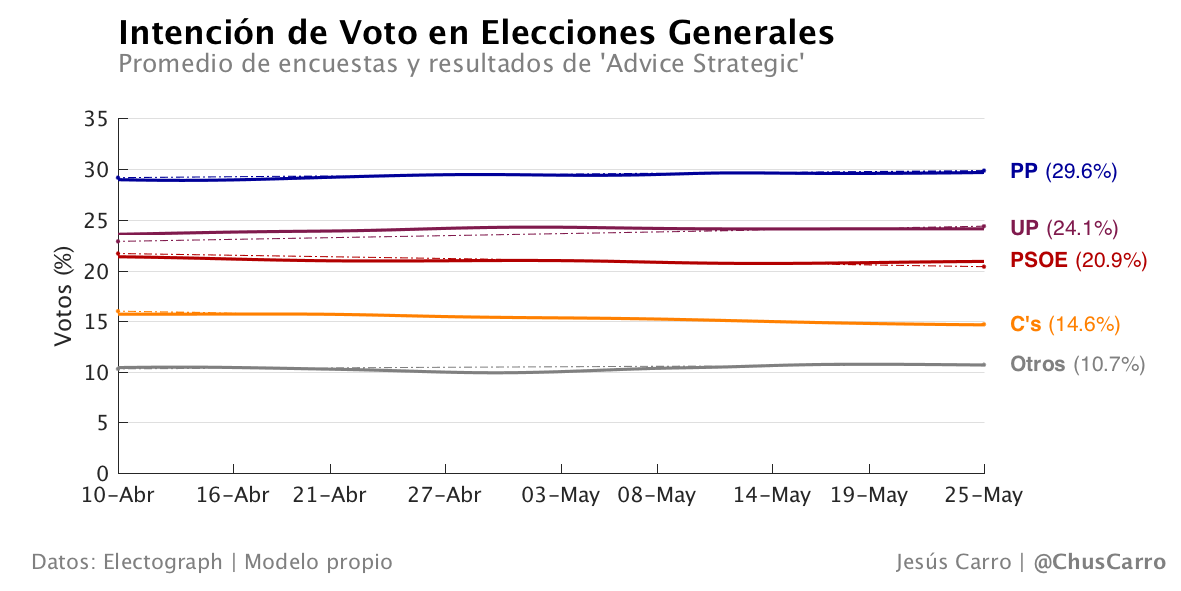 Intención de Voto en Elecciones Generales
Promedio de encuestas y resultados de 'Advice Strategic'
Votos (%)
35
30
25
20
15
10
5
0
PP (29.6%)
UP (24.1%)
PSOE (20.9%)
C's (14.6%)
Otros (10.7%)
10-Abr 16-Abr 21-Abr 27-Abr 03-May 08-May 14-May 19-May 25-May
Datos: Electograph | Modelo propio
Jesús Carro | @ChusCarro